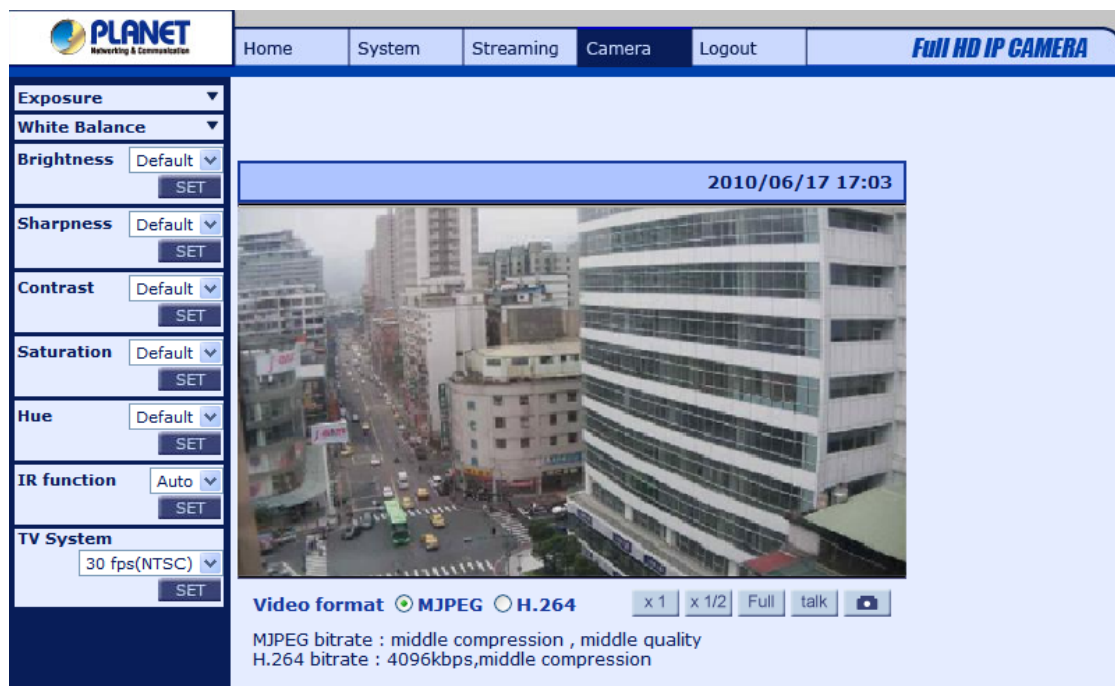 PLANET
Networking & Communication
Home System Streaming Camera Logout Full HD IP CAMERA
Exposure
White Balance
Brightness Default
SET
Sharpness Default
SET
Contrast Default
SET
Saturation Default
SET
Hue Default
SET
IR function Auto
SET
TV System
30 fps(NTSC)
SET
2010/06/17 17:03
Video format MJPEG H.264 x 1 x 1/2 Full talk
MJPEG bitrate : middle compression , middle quality
H.264 bitrate : 4096kbps,middle compression